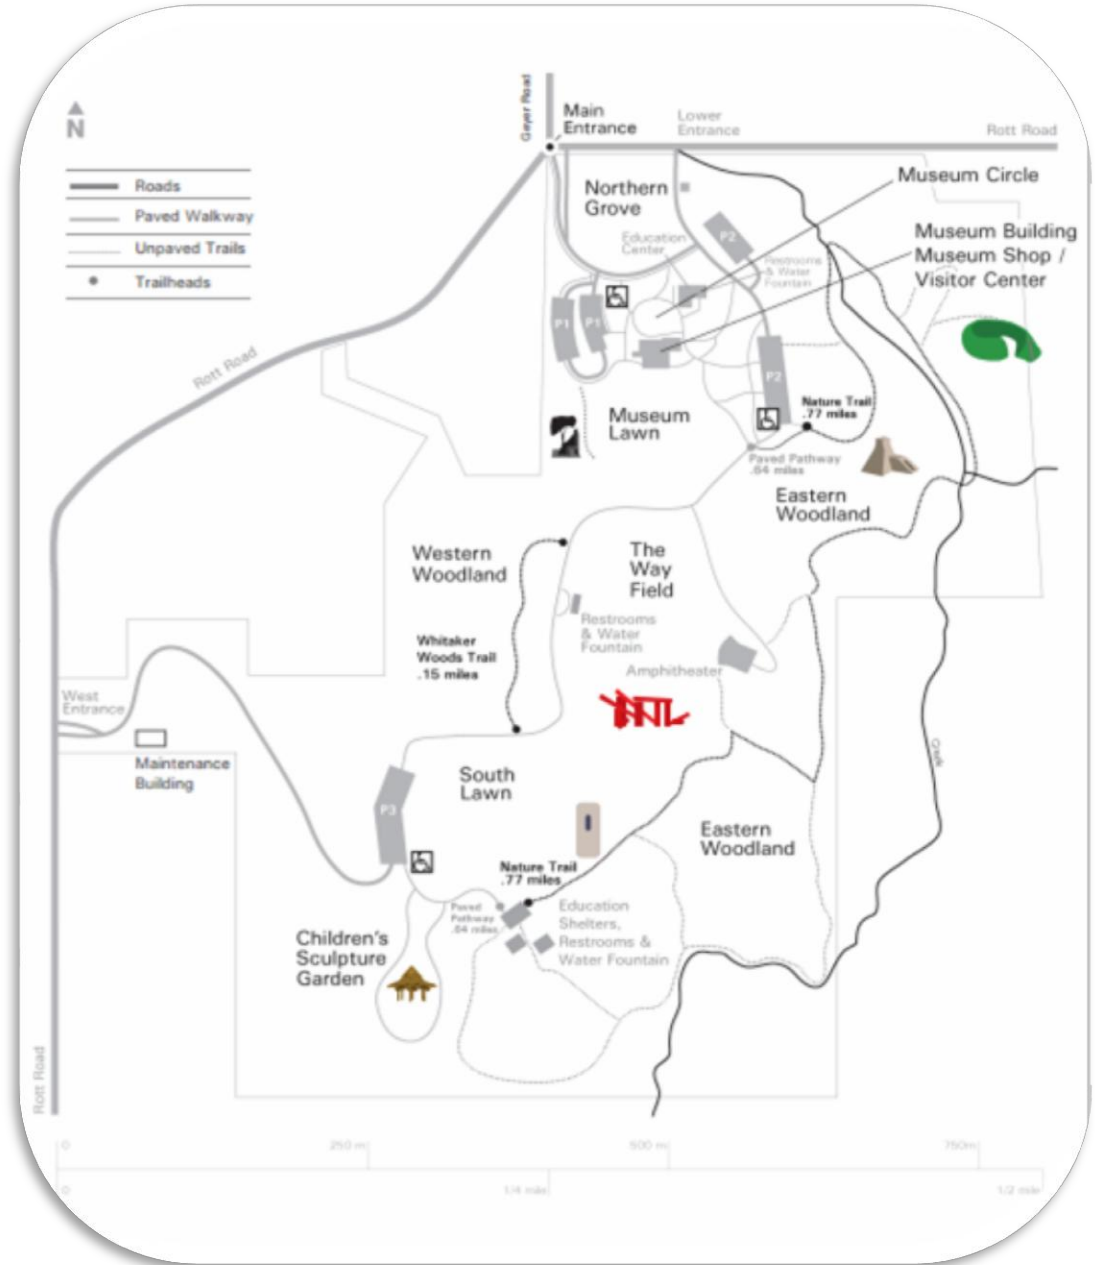 Geyer Road
Main
Entrance
Lower
Entrance
Rott Road
N
Roads
Paved Walkway
Unpaved Trails
Trailheads
Northern
Grove
Museum Circle
P2
Museum Building
Museum Shop /
Visitor Center
Education
Center
Restrooms
& Water
Fountain
P1
P1
P2
Rott Road
Museum
Lawn
Nature Trail
.77 miles
Paved Pathway
.64 miles
Eastern
Woodland
Western
Woodland
The
Way
Field
Restrooms
& Water
Fountain
Whitaker
Woods Trail
.15 miles
Amphitheater
West
Entrance
Maintenance
Building
South
Lawn
P3
Creek
Eastern
Woodland
Nature Trail
.77 miles
Paved
Pathway
.64 miles
Education
Shelters,
Restrooms &
Water Fountain
Children's
Sculpture
Garden
Rott Road
0
250 m
500 m
750m
0
1/4 mile
1/2 mile